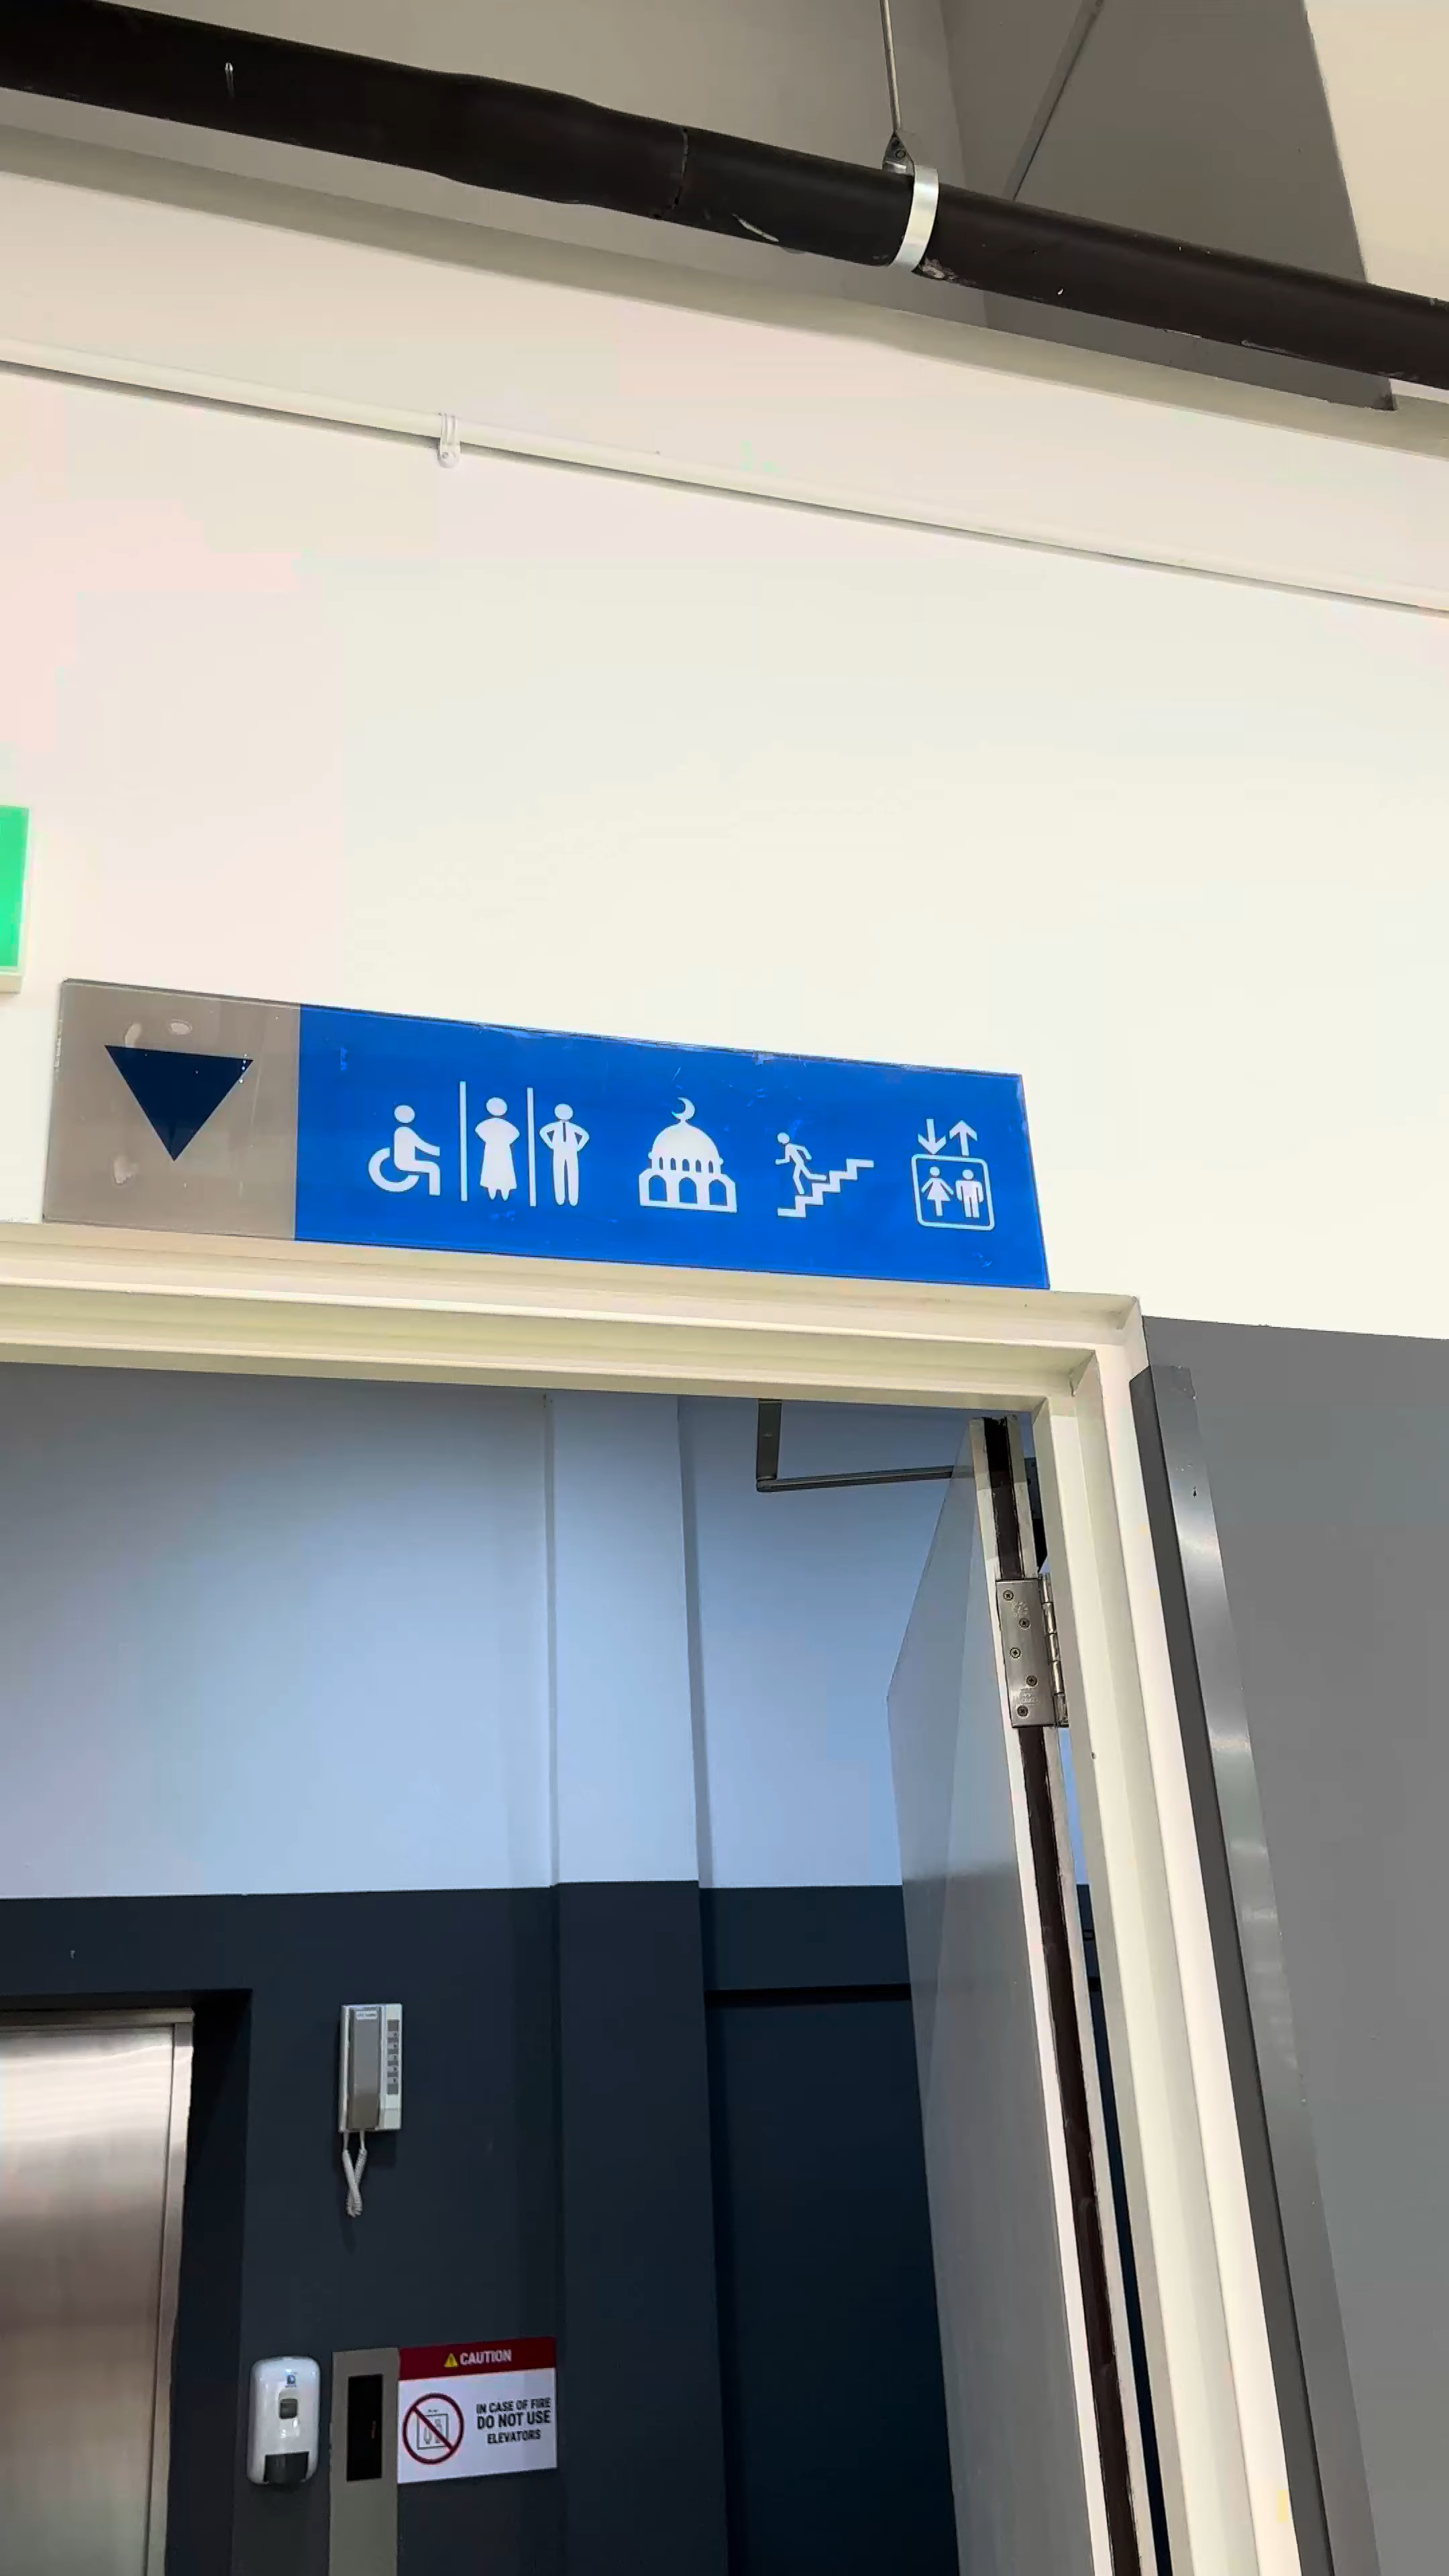 CAUTION
IN CASE OF FIRE
DO NOT USE
ELEVATORS